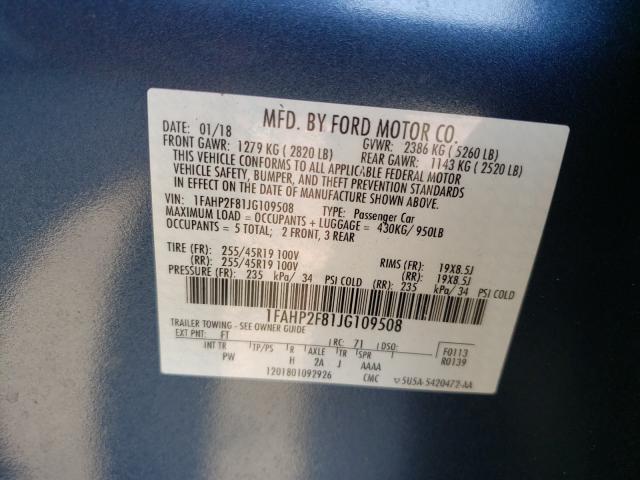 MFD. BY FORD MOTOR CO.
DATE: 01/18 GVWR: 2386 KG ( 5260 LB)
FRONT GAWR: 1279 KG ( 2820 LB) REAR GAWR: 1143 KG ( 2520 LB)
THIS VEHICLE CONFORMS TO ALL APPLICABLE FEDERAL MOTOR
VEHICLE SAFETY, BUMPER, AND THEFT PREVENTION STANDARDS
IN EFFECT ON THE DATE OF MANUFACTURE SHOWN ABOVE.
VIN: 1FAHP2F81JG109508 TYPE: Passenger Car
MAXIMUM LOAD = OCCUPANTS + LUGGAGE = 430KG/ 950LB
OCCUPANTS = 5 TOTAL; 2 FRONT, 3 REAR
TIRE (FR): 255/45R19 100V RIMS (FR): 19X8.5J
(RR): 255/45R19 100V (RR): 19X8.5J
PRESSURE (FR): 235 kPa/ 34 PSI COLD (RR): 235 kPa/ 34 PSI COLD
1FAHP2F81JG109508
TRAILER TOWING - SEE OWNER GUIDE
EXT PNT: FT RC: 71 DSO: F0113
INT TR TP/PS R AXLE TR SPR R0139
PW H 2A J AAAA
1201801092926 CMC 5U5A-5420472-AA